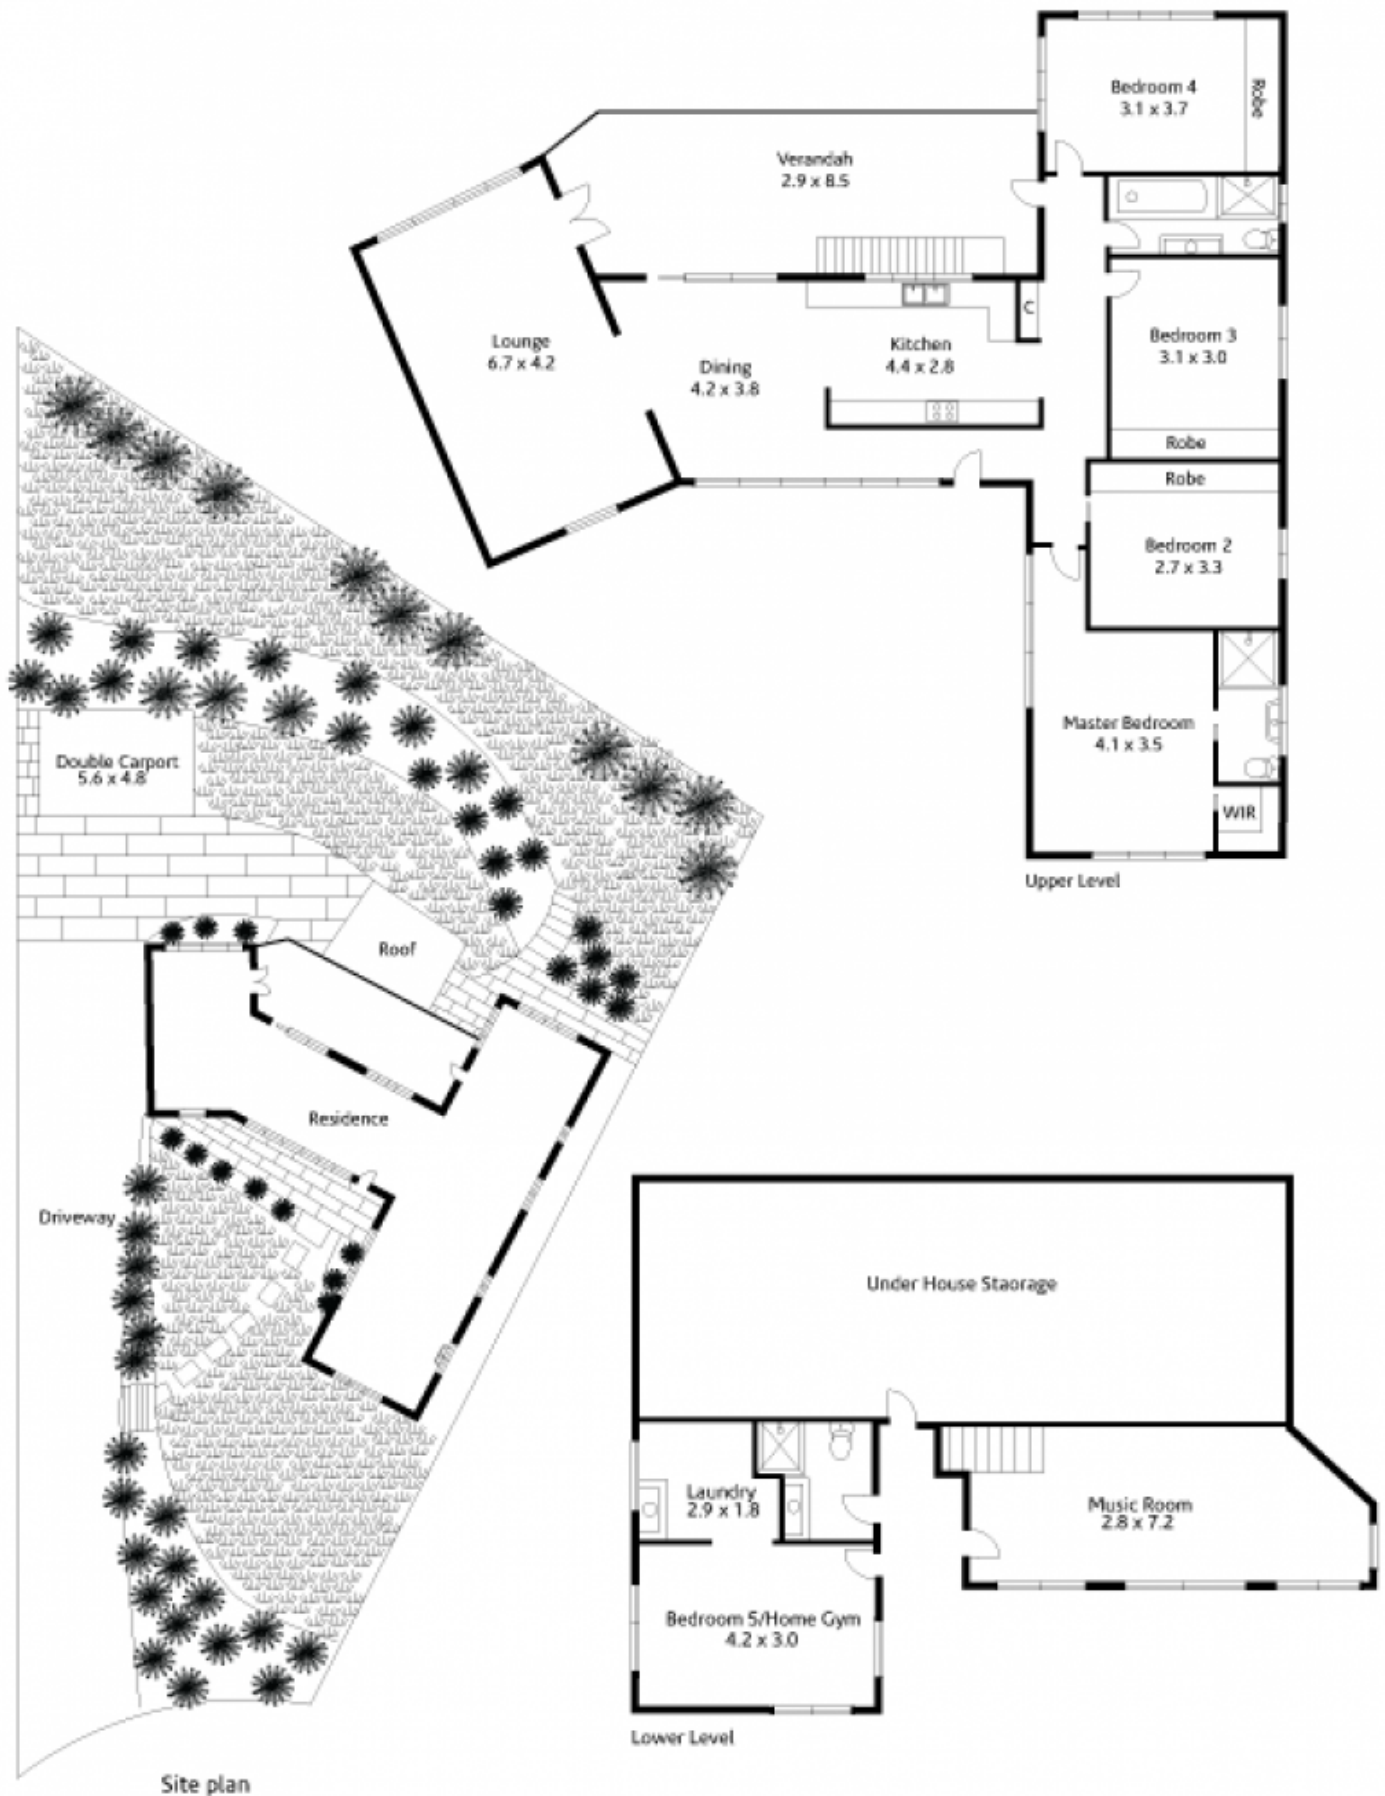 Bedroom 4
3.1 x 3.7
Robe
Verandah
2.9 x 8.5
Lounge
6.7 x 4.2
Dining
4.2 x 3.8
Kitchen
4.4 x 2.8
C
Bedroom 3
3.1 x 3.0
Robe
Robe
Bedroom 2
2.7 x 3.3
Master Bedroom
4.1 x 3.5
WIR
Upper Level
Double Carport
5.6 x 4.8
Roof
Residence
Driveway
Site plan
Under House Staorage
Laundry
2.9 x 1.8
Music Room
2.8 x 7.2
Bedroom 5/Home Gym
4.2 x 3.0
Lower Level